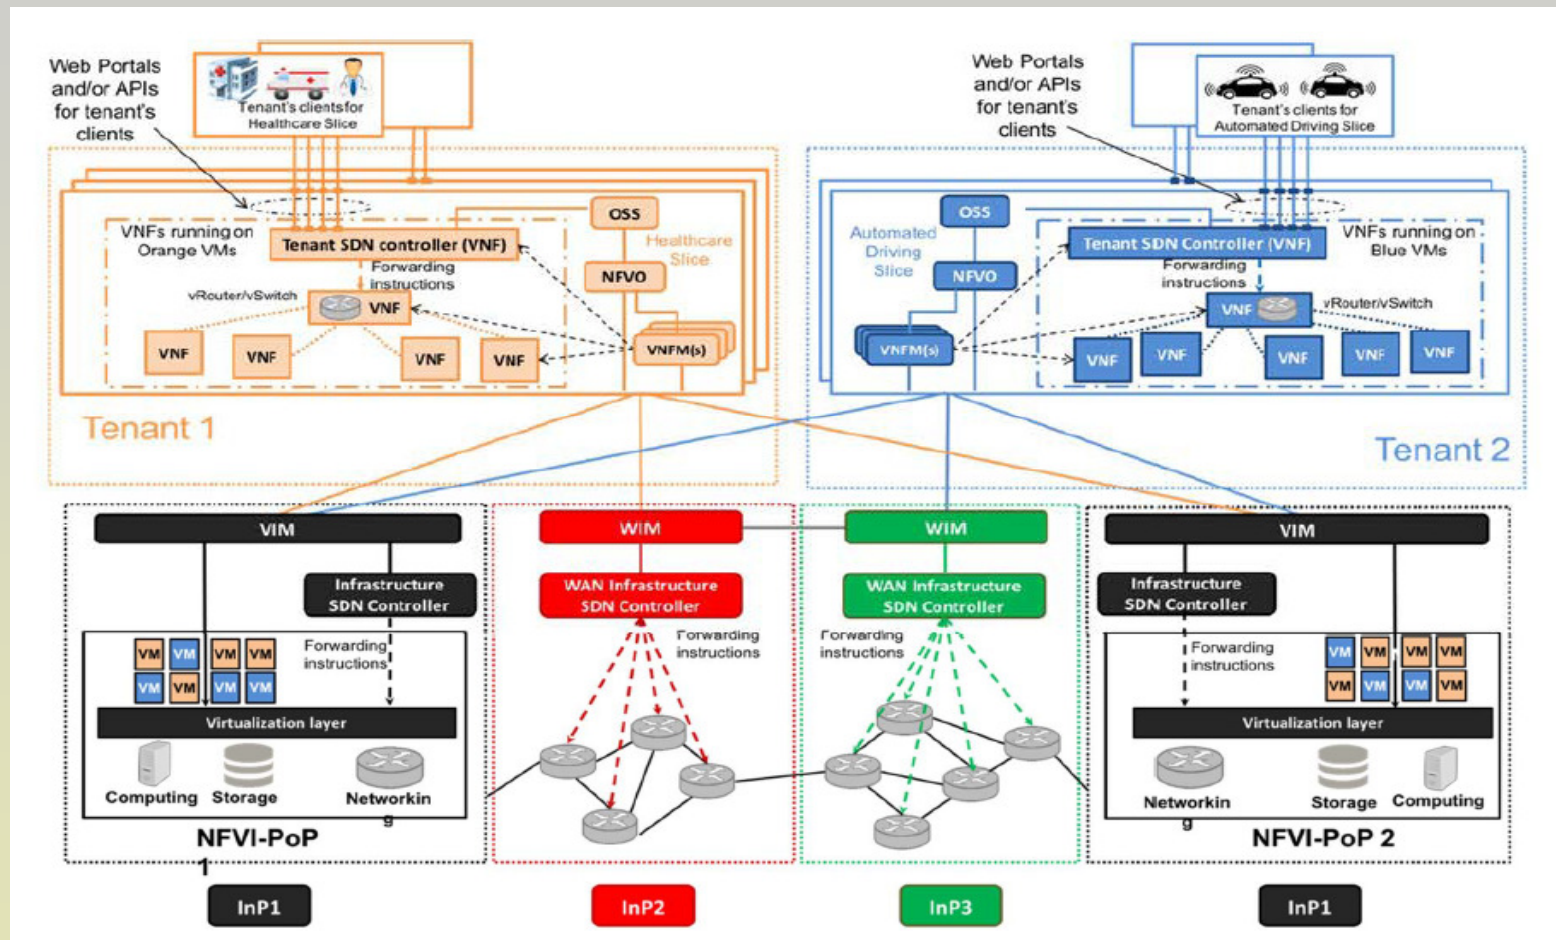 Web Portals
and/or APIs
for tenant's
clients
Tenant's clients for
Healthcare Slice
Web Portals
and/or APIs
for tenant's
clients
Tenant's clients for
Automated Driving Slice
VNFs running on
Orange VMs
Tenant SDN controller (VNF)
Forwarding
instructions
vRouter/vSwitch
VNF
VNF
VNF
VNF
VNF
OSS
Healthcare
Slice
NFVO
VNFM(s)
Tenant 1
OSS
Automated
Driving
Slice
NFVO
VNFM(s)
Tenant SDN Controller (VNF)
VNFs running on
Blue VMs
Forwarding
instructions
VNF
vRouter/vSwitch
VNF
VNF
VNF
VNF
VNF
Tenant 2
VIM
Infrastructure
SDN Controller
Forwarding
instructions
VM VM VM VM
VM VM VM VM
Virtualization layer
Computing
Storage
Networkin
g
NFVI-PoP
1
WIM
WAN Infrastructure
SDN Controller
Forwarding
instructions
WIM
WAN Infrastructure
SDN Controller
Forwarding
instructions
VIM
Infrastructure
SDN Controller
Forwarding
instructions
VM VM VM VM
VM VM VM VM
Virtualization layer
Networkin
g
Storage
Computing
NFVI-PoP 2
InP1
InP2
InP3
InP1